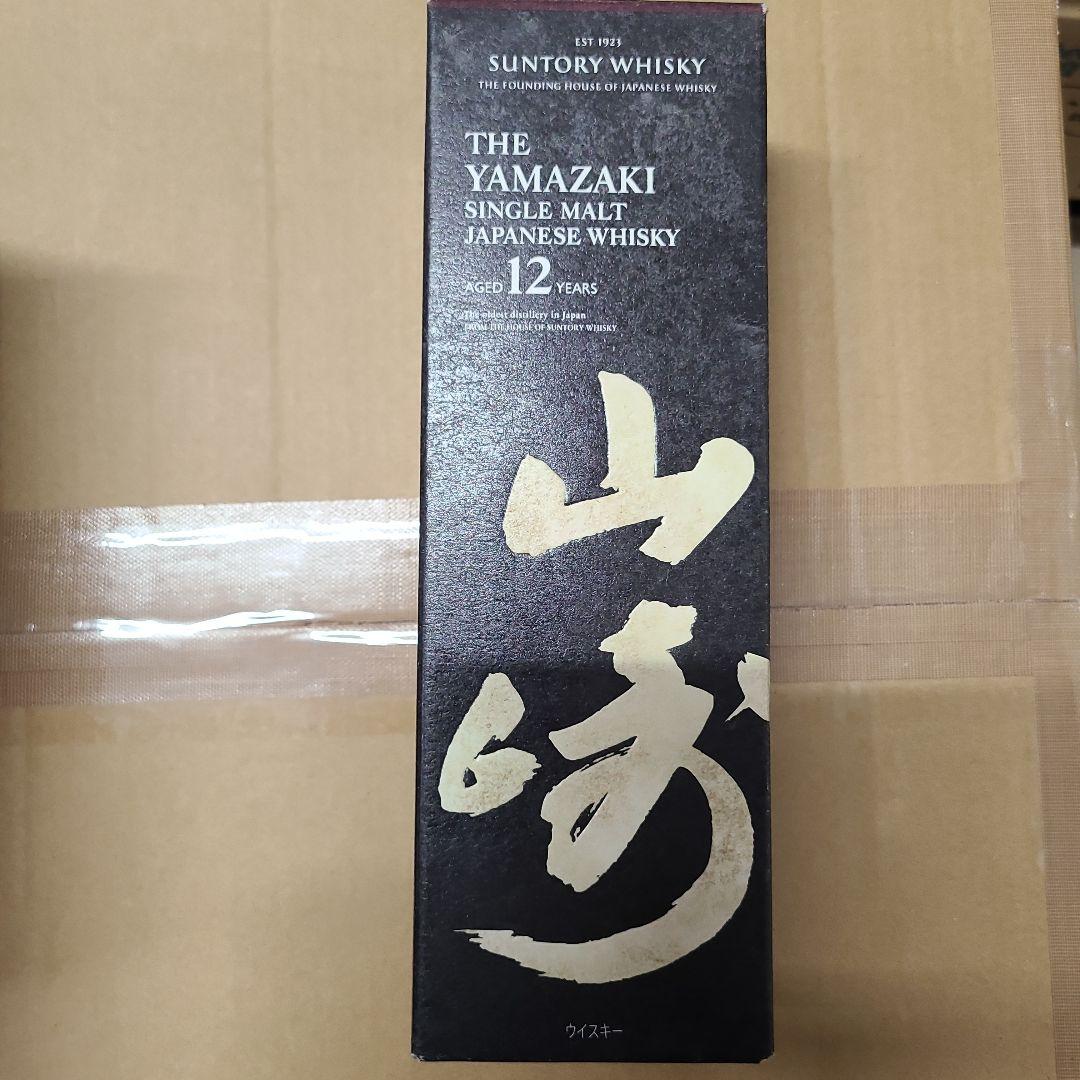 EST 1923
SUNTORY WHISKY
THE FOUNDING HOUSE OF JAPANESE WHISKY
THE
YAMAZAKI
SINGLE MALT
JAPANESE WHISKY
AGED 12 YEARS
The oldest distillery in Japan
FROM THE HOUSE OF SUNTORY WHISKY
山
崎
ウイスキー